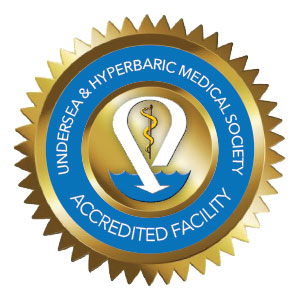 UNDERSEA & HYPERBARIC MEDICAL SOCIETY
ACCREDITED FACILITY